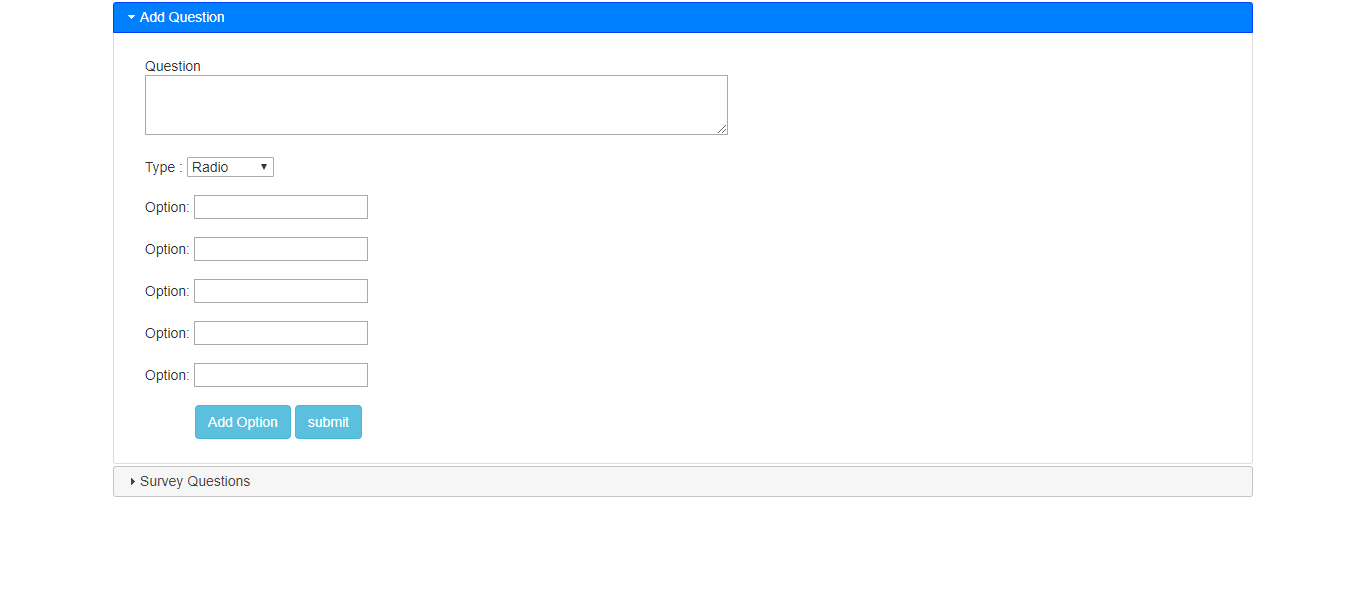 Add Question
Question
Type : Radio
Option:
Option:
Option:
Option:
Option:
Add Option submit
Survey Questions